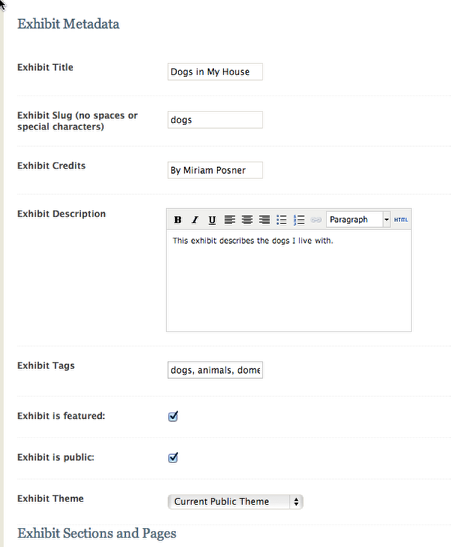 Exhibit Metadata
Exhibit Title
Dogs in My House
Exhibit Slug (no spaces or
special characters)
dogs
Exhibit Credits
By Miriam Posner
Exhibit Description
B I U Paragraph HTML
This exhibit describes the dogs I live with.
Exhibit Tags
dogs, animals, dome
Exhibit is featured:
Exhibit is public:
Exhibit Theme
Current Public Theme
Exhibit Sections and Pages